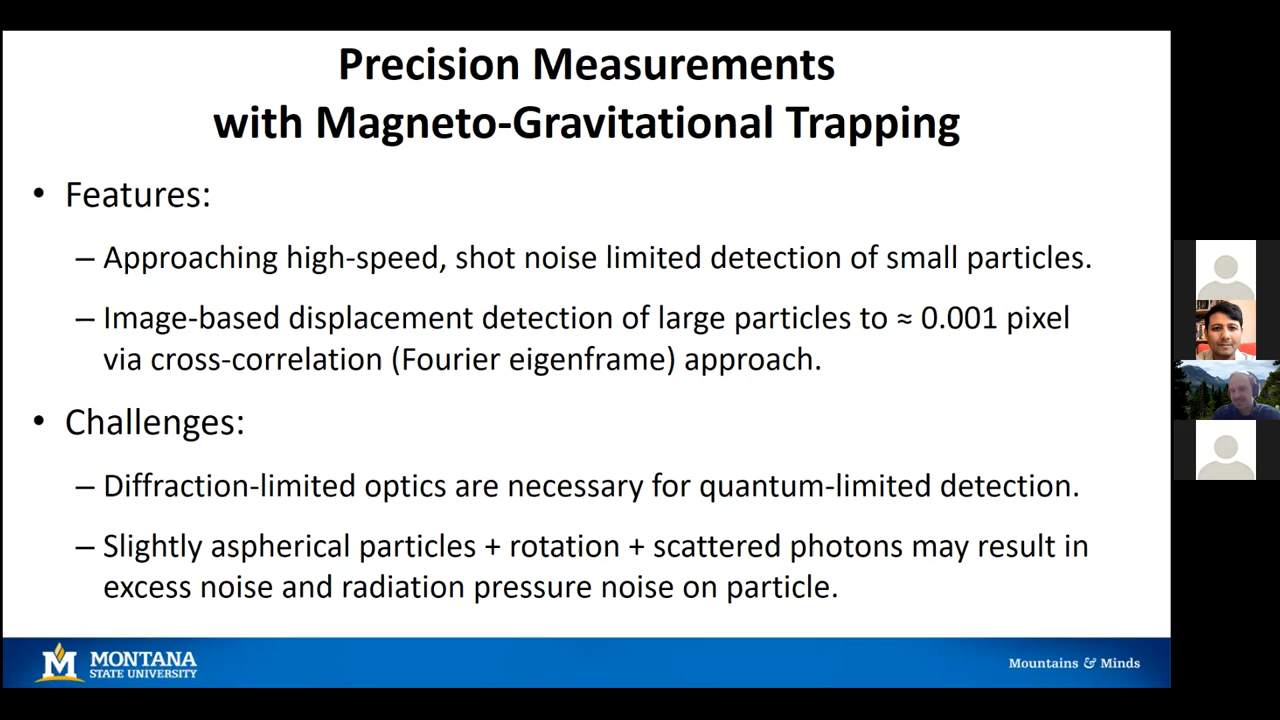 Precision Measurements
with Magneto-Gravitational Trapping
• Features:
– Approaching high-speed, shot noise limited detection of small particles.
– Image-based displacement detection of large particles to ≈ 0.001 pixel
via cross-correlation (Fourier eigenframe) approach.
• Challenges:
– Diffraction-limited optics are necessary for quantum-limited detection.
– Slightly aspherical particles + rotation + scattered photons may result in
excess noise and radiation pressure noise on particle.
M MONTANA
STATE UNIVERSITY
Mountains & Minds